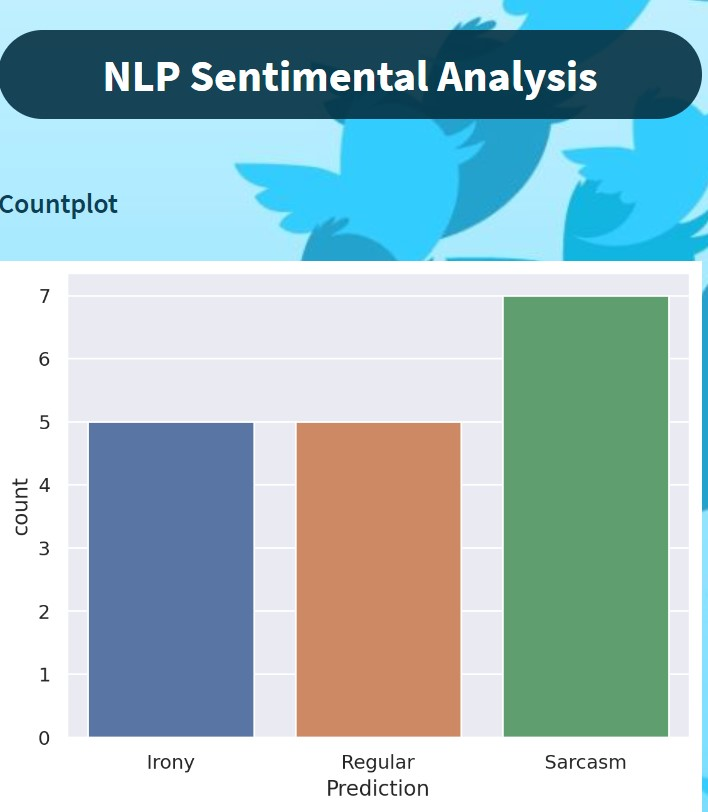 NLP Sentimental Analysis
Countplot
7
6
5
4
3
2
1
0
count
Irony Regular Sarcasm
Prediction